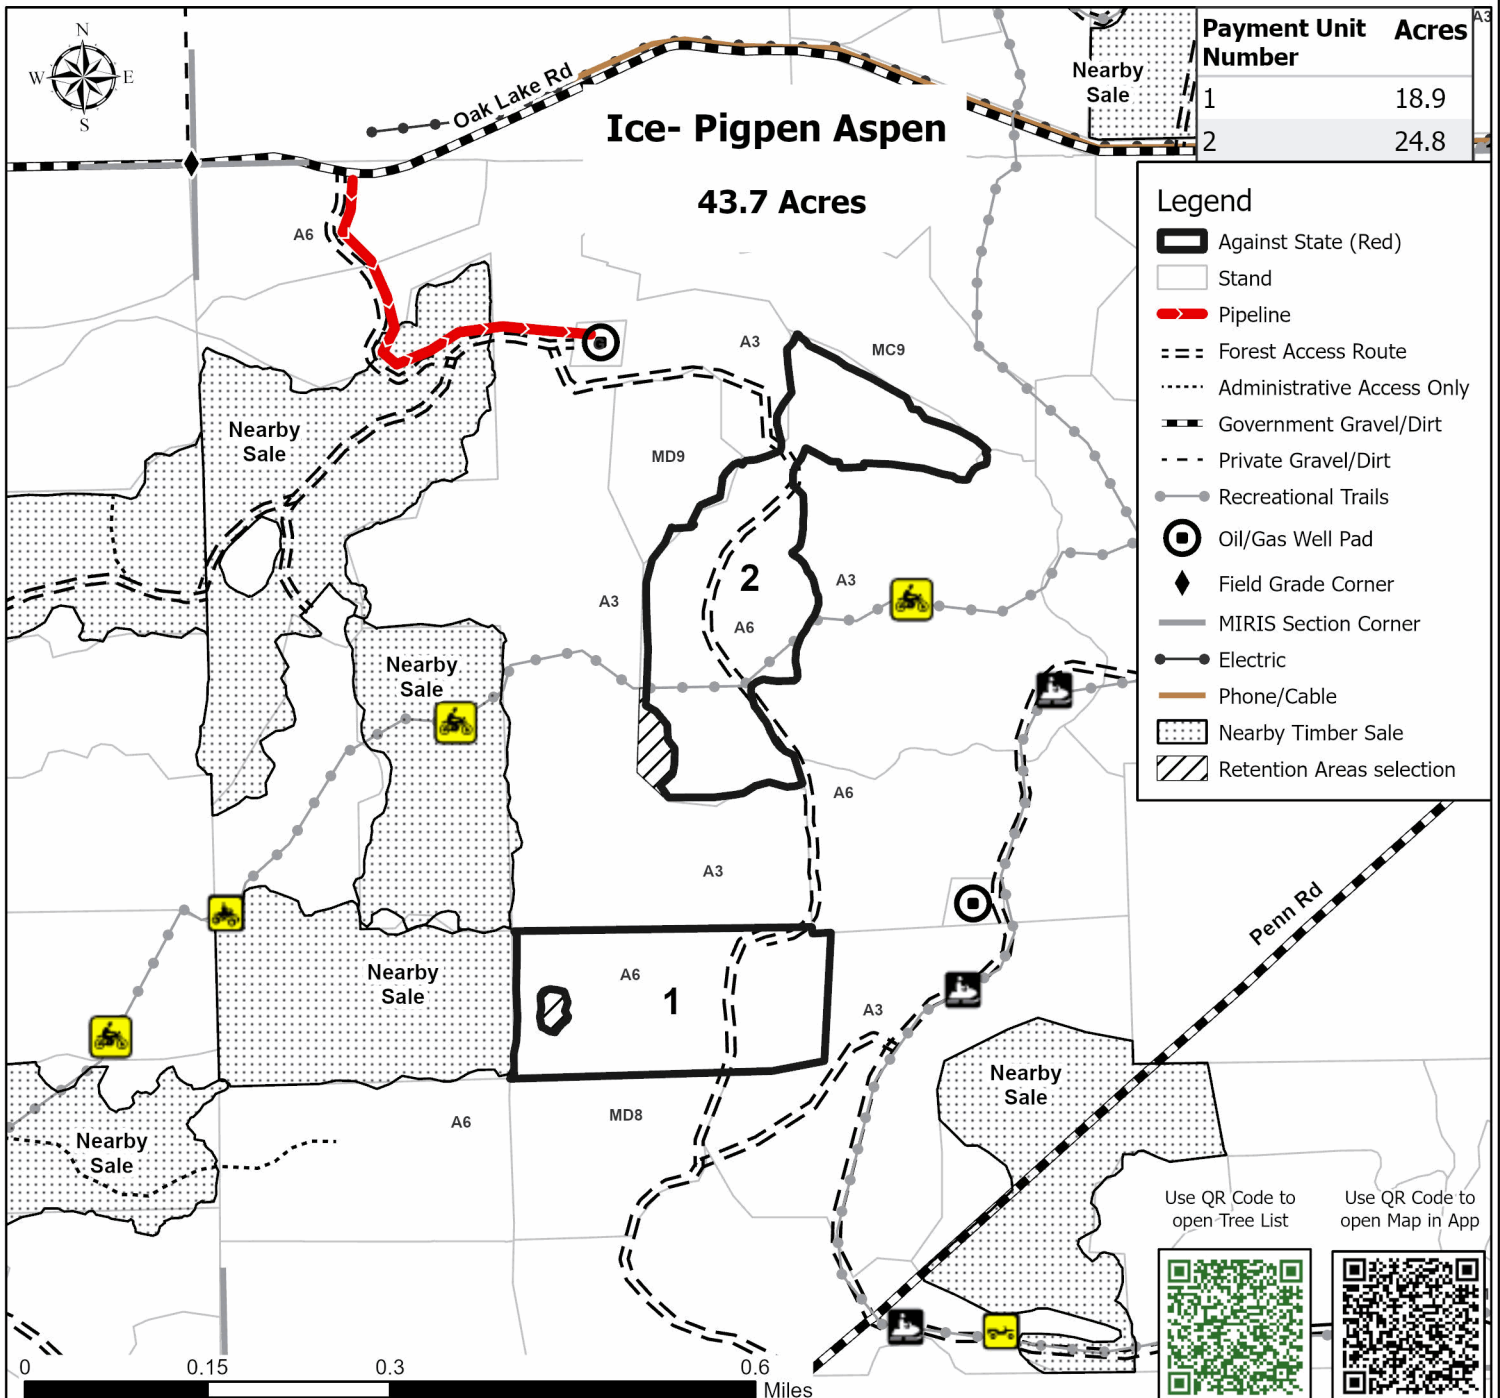 N
W E
S
Oak Lake Rd
Ice- Pigpen Aspen
43.7 Acres
Nearby
Sale
A3
Payment Unit Acres
Number
1 18.9
2 24.8
Legend
Against State (Red)
Stand
Pipeline
Forest Access Route
Administrative Access Only
Government Gravel/Dirt
Private Gravel/Dirt
Recreational Trails
Oil/Gas Well Pad
Field Grade Corner
MIRIS Section Corner
Electric
Phone/Cable
Nearby Timber Sale
Retention Areas selection
A6
A3
MC9
Nearby
Sale
MD9
2
A3
A3
A6
Nearby
Sale
A6
A3
Penn Rd
Nearby
Sale
A6
1
A3
Nearby
Sale
A6
MD8
Nearby
Sale
Use QR Code to
open Tree List
Use QR Code to
open Map in App
0 0.15 0.3 0.6
Miles